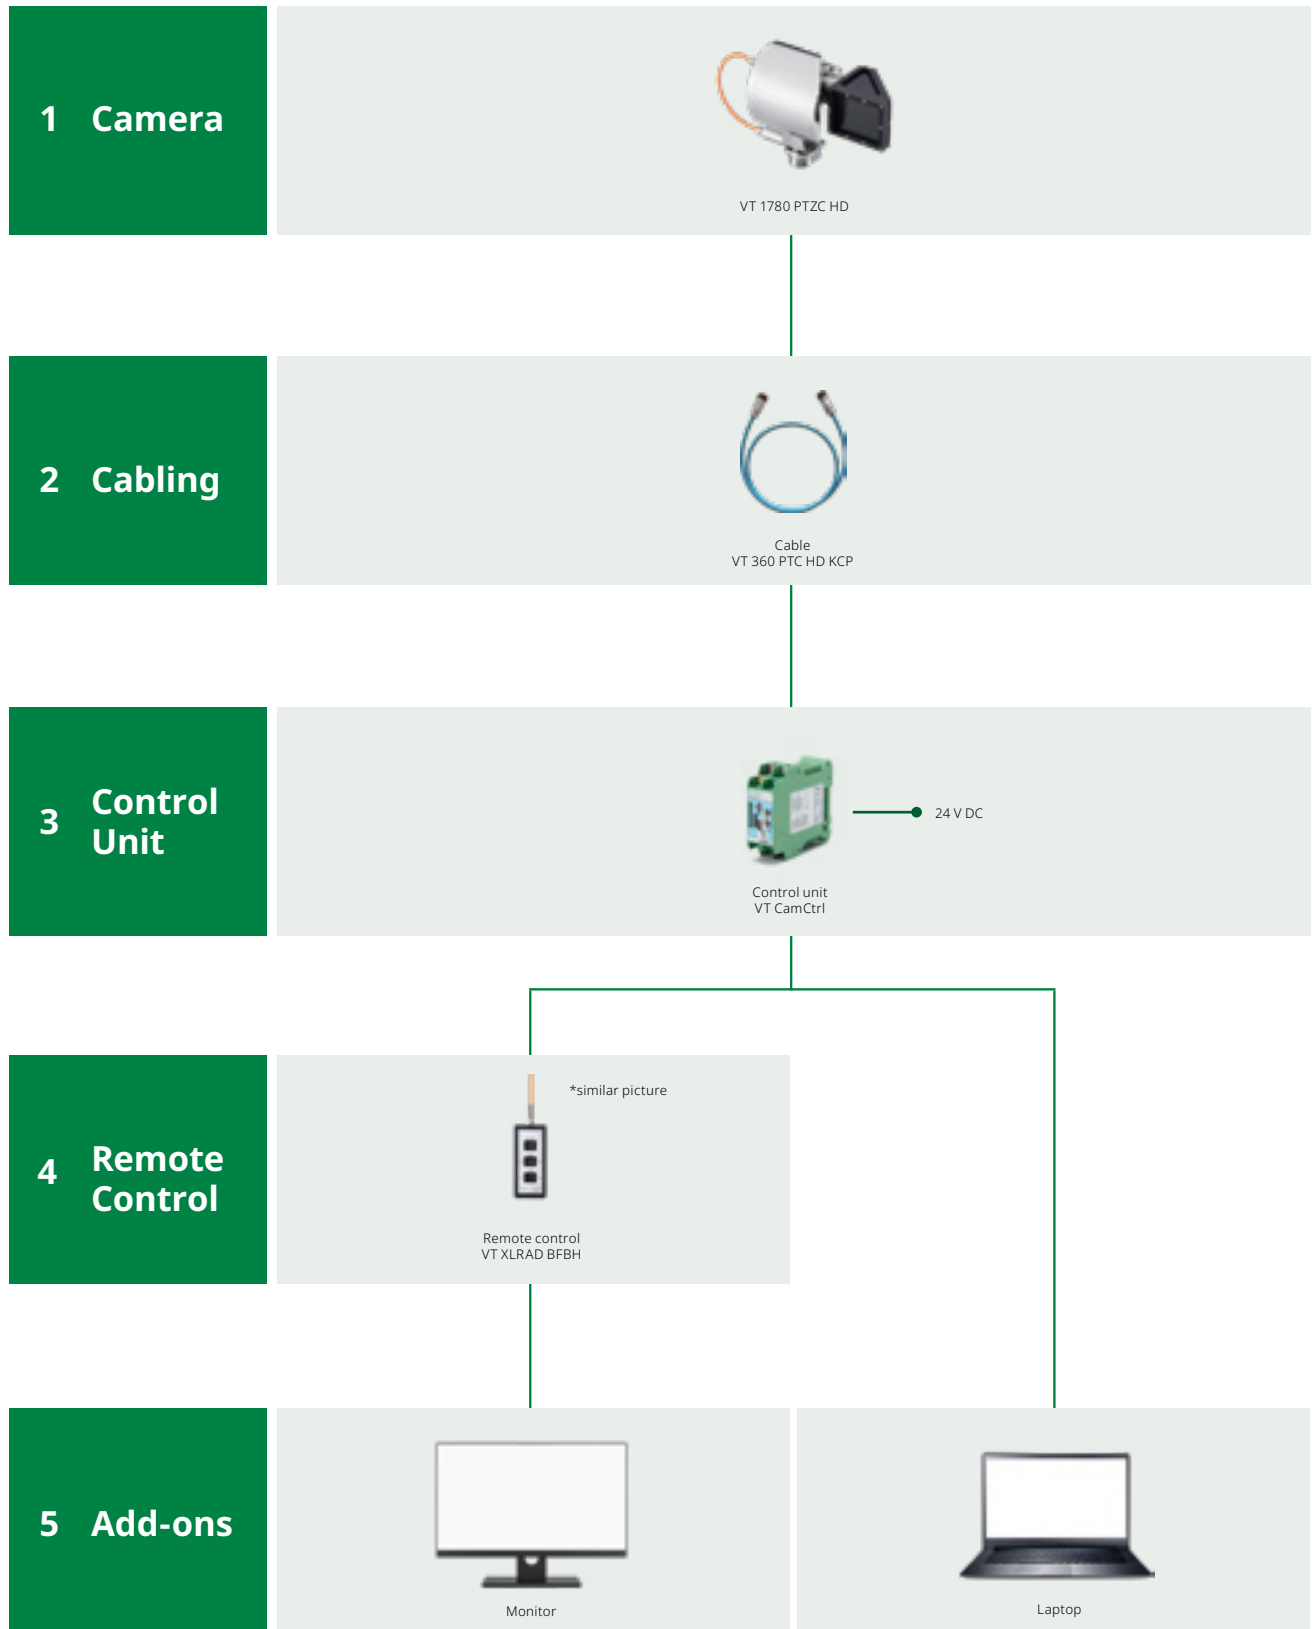 1 Camera
VT 1780 PTZC HD
2 Cabling
Cable
VT 360 PTC HD KCP
3 Control
Unit
24 V DC
Control unit
VT CamCtrl
4 Remote
Control
*similar picture
Remote control
VT XLRAD BFBH
5 Add-ons
Monitor
Laptop